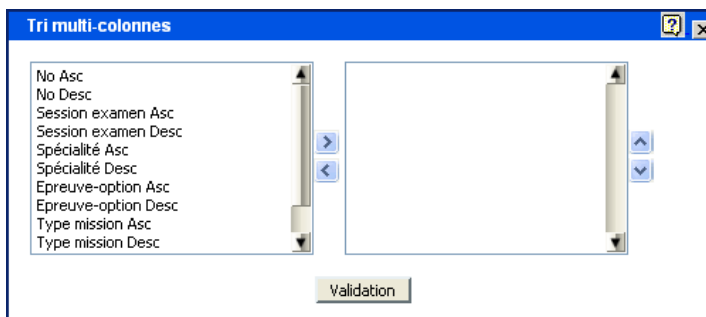 Tri multi-colonnes
No Asc
No Desc
Session examen Asc
Session examen Desc
Spécialité Asc
Spécialité Desc
Epreuve-option Asc
Epreuve-option Desc
Type mission Asc
Type mission Desc
Validation